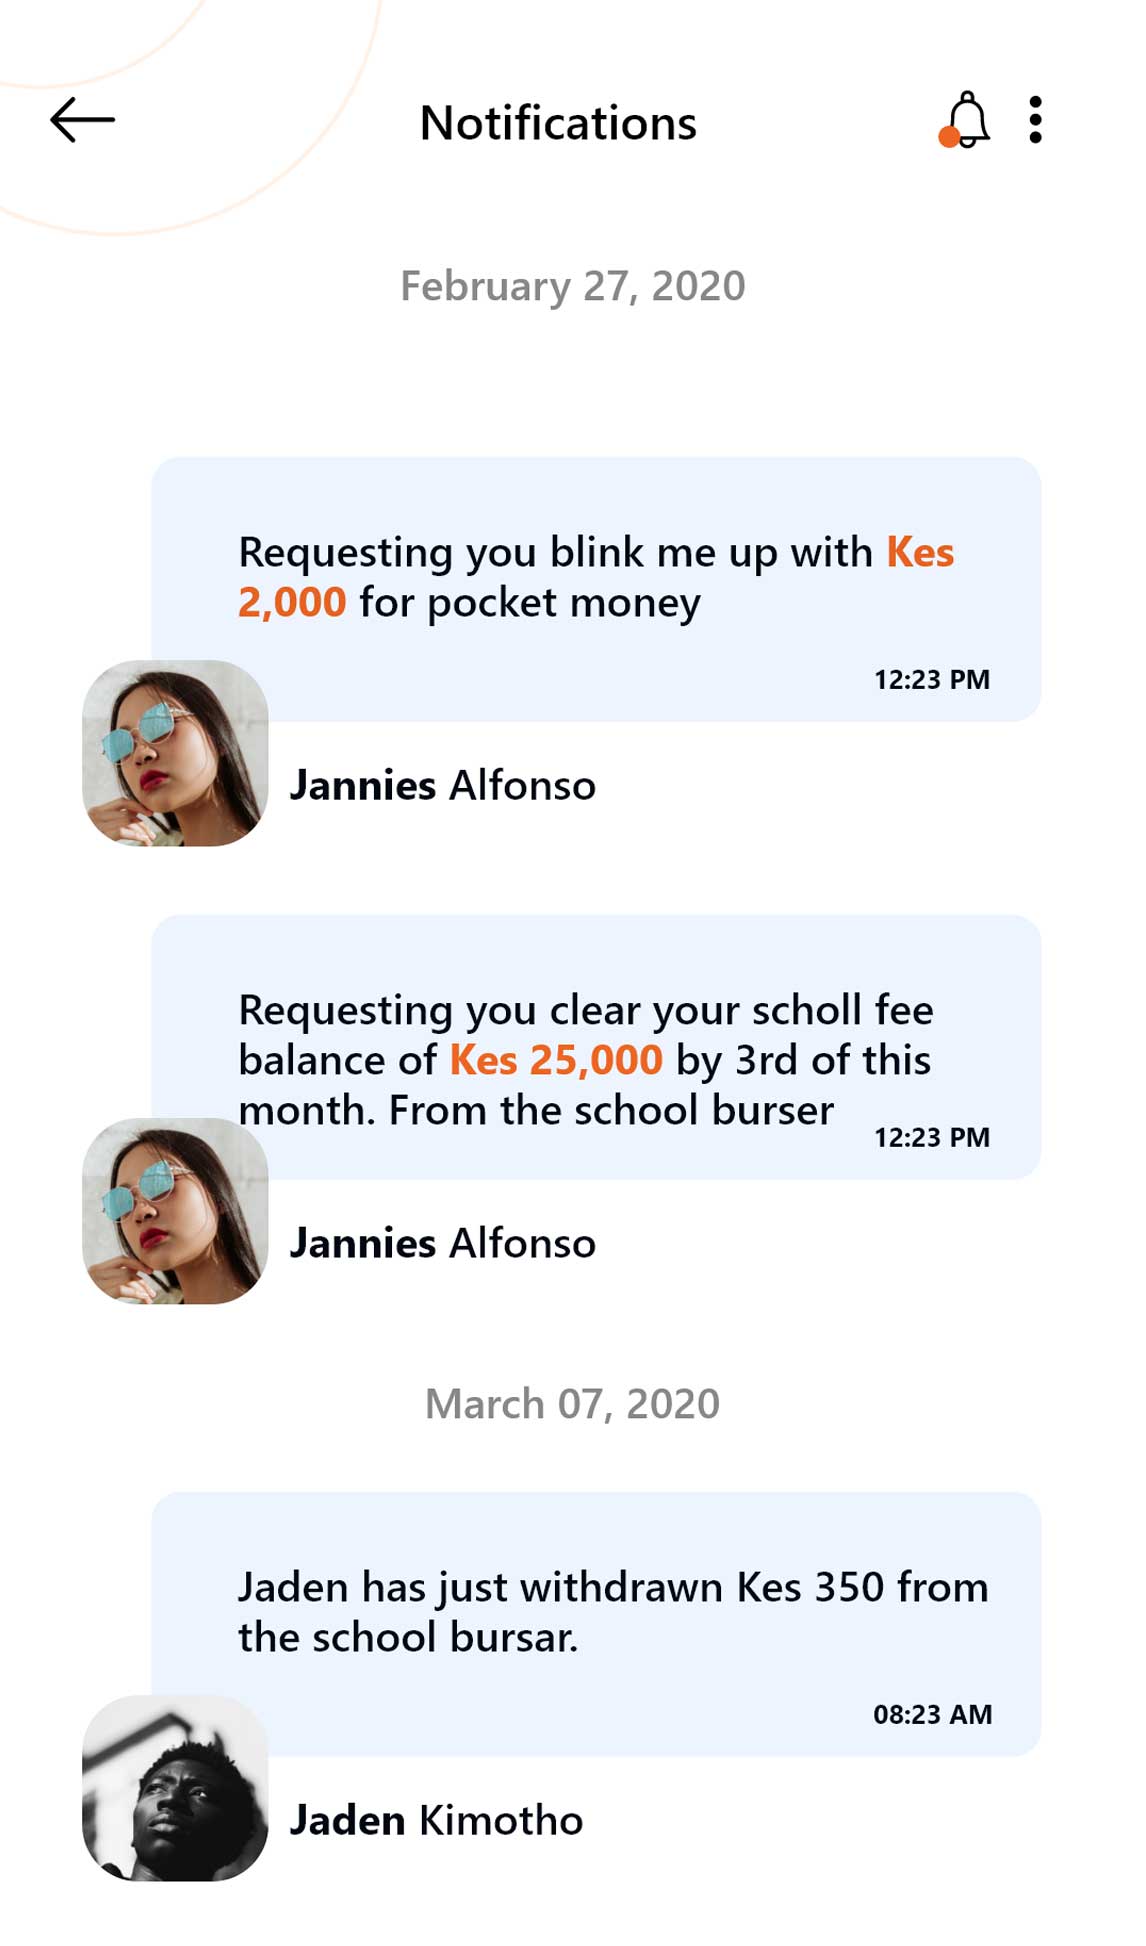 Notifications
February 27, 2020
Requesting you blink me up with Kes
2,000 for pocket money
12:23 PM
Jannies Alfonso
Requesting you clear your scholl fee
balance of Kes 25,000 by 3rd of this
month. From the school burser
12:23 PM
Jannies Alfonso
March 07, 2020
Jaden has just withdrawn Kes 350 from
the school bursar.
08:23 AM
Jaden Kimotho